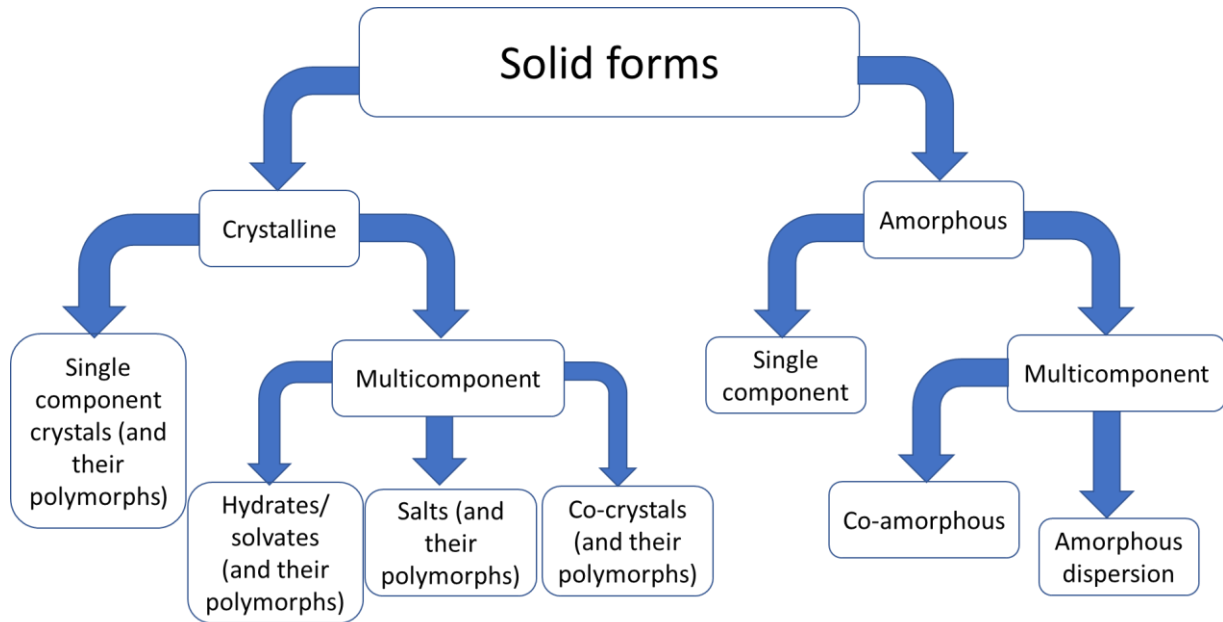 Solid forms
Crystalline
Amorphous
Single
component
crystals (and
their
polymorphs)
Multicomponent
Single
component
Multicomponent
Hydrates/
solvates
(and their
polymorphs)
Salts (and
their
polymorphs)
Co-crystals
(and their
polymorphs)
Co-amorphous
Amorphous
dispersion